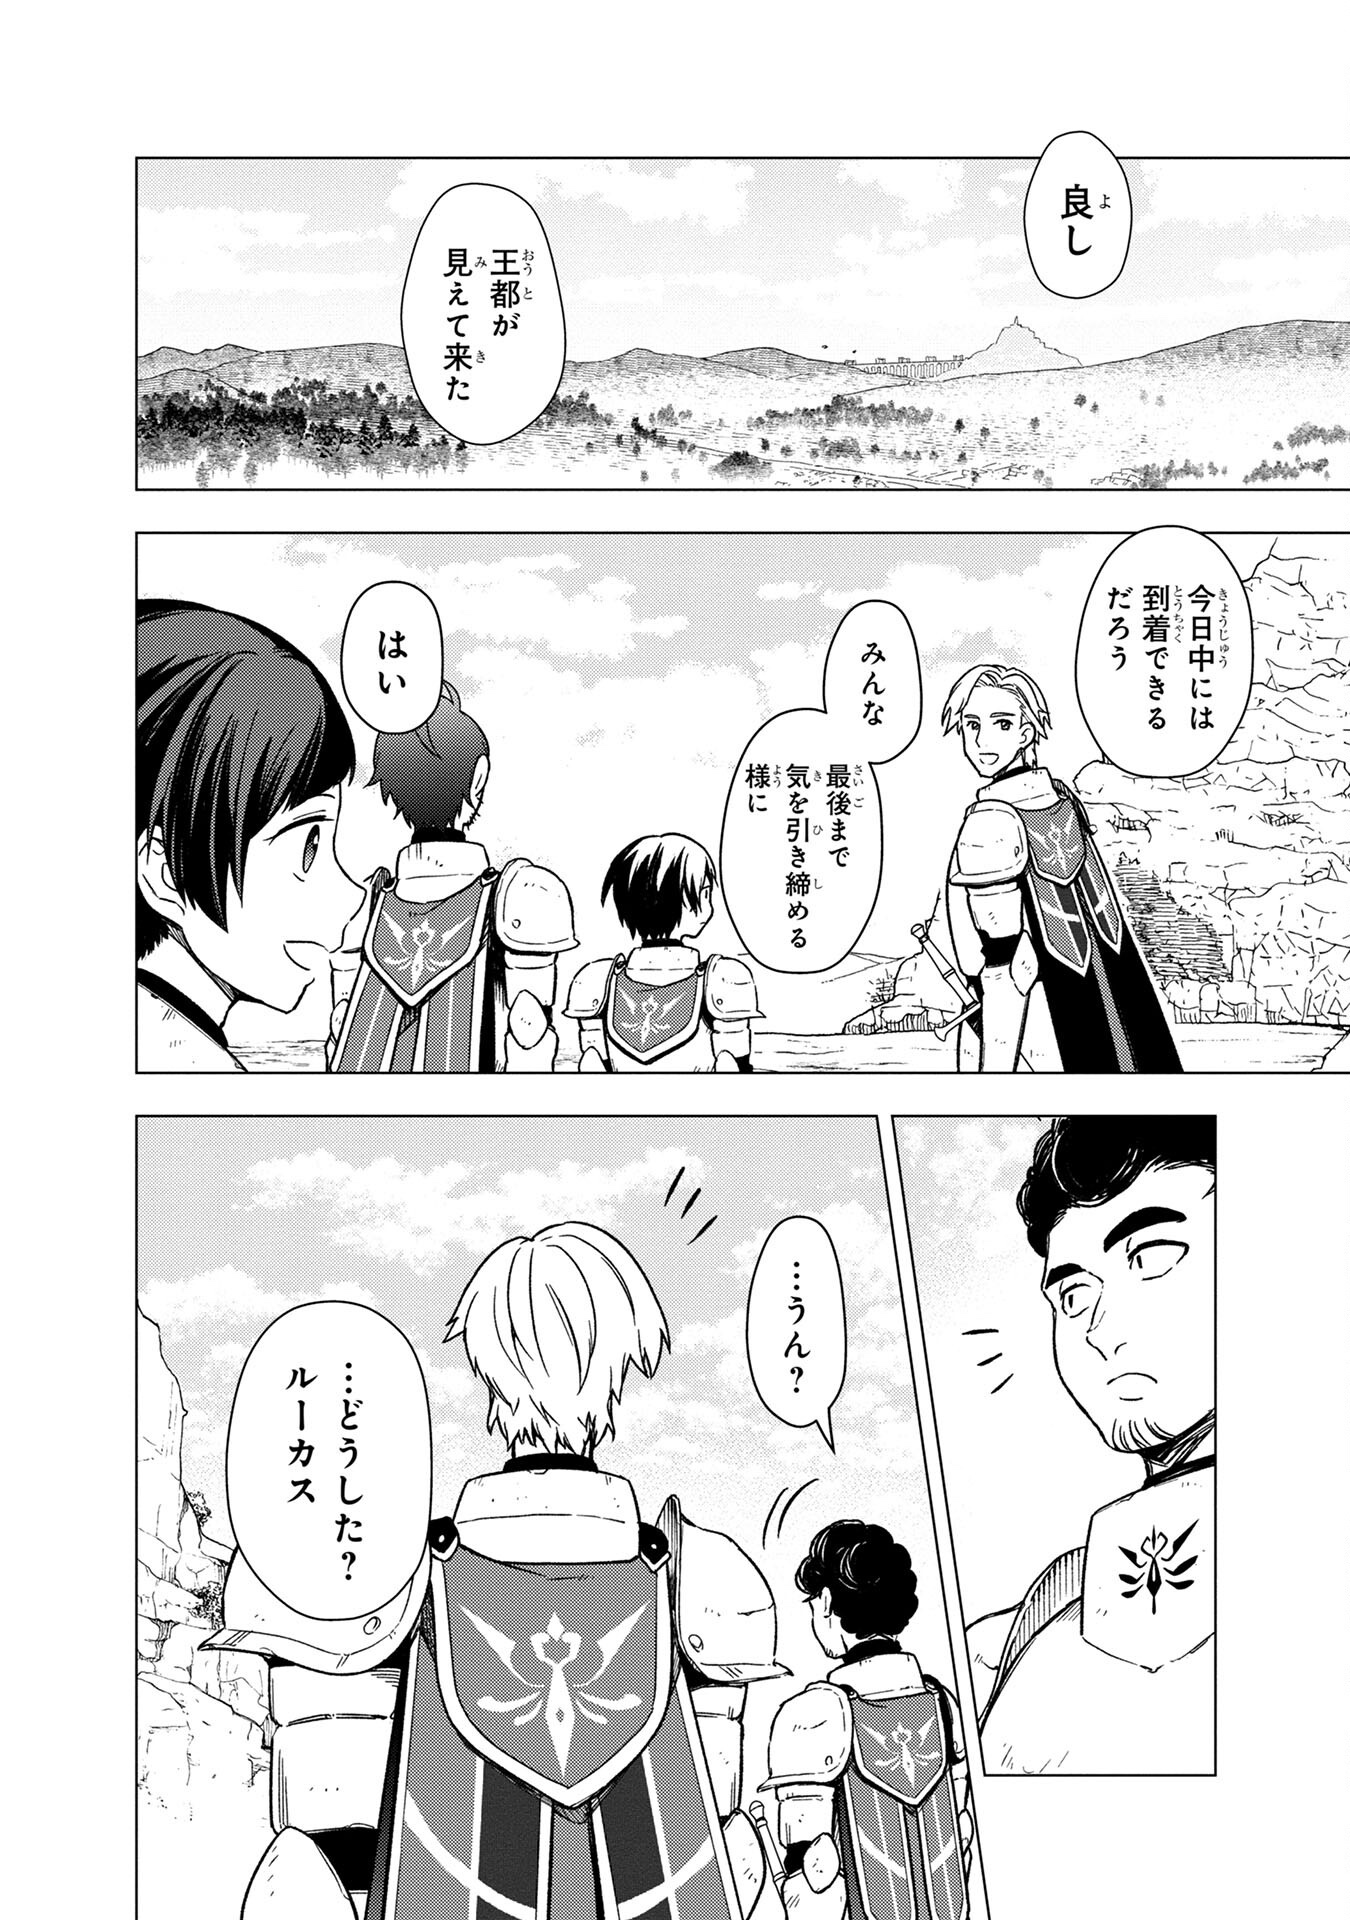 良し
王都が
見えて来た
今日中には
到着できる
だろう
みんな
最後まで
気を引き締める
様に
はい
…うん?
…どうした?
ルーカス